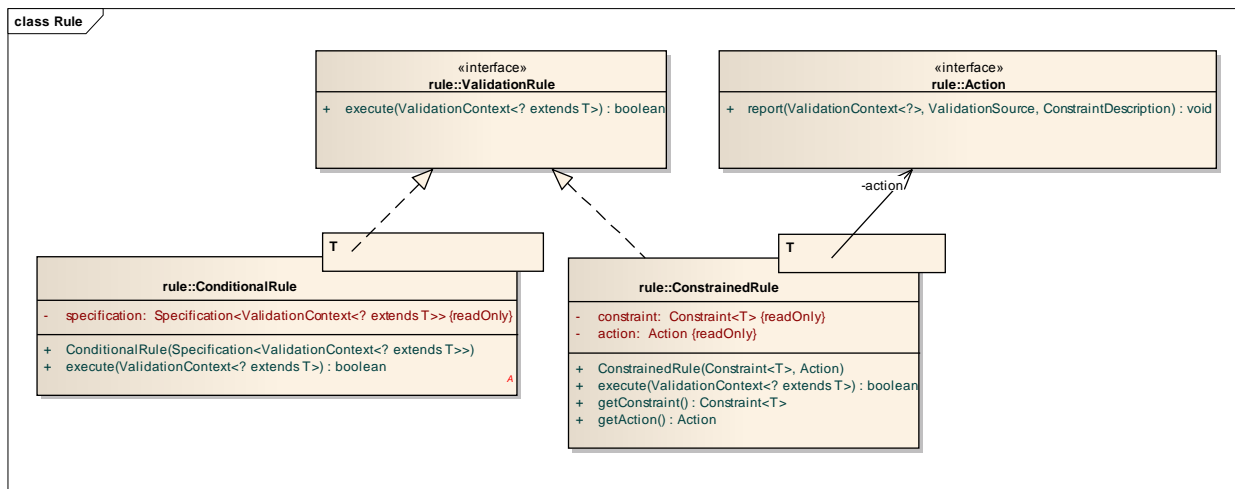 class Rule
«interface»
rule::ValidationRule
+ execute(ValidationContext<? extends T>) : boolean
«interface»
rule::Action
+ report(ValidationContext<?>, ValidationSource, ConstraintDescription) : void
-action
T
rule::ConditionalRule
- specification: Specification<ValidationContext<? extends T>> {readOnly}
+ ConditionalRule(Specification<ValidationContext<? extends T>>)
+ execute(ValidationContext<? extends T>) : boolean
A
T
rule::ConstrainedRule
- constraint: Constraint<T> {readOnly}
- action: Action {readOnly}
+ ConstrainedRule(Constraint<T>, Action)
+ execute(ValidationContext<? extends T>) : boolean
+ getConstraint() : Constraint<T>
+ getAction() : Action